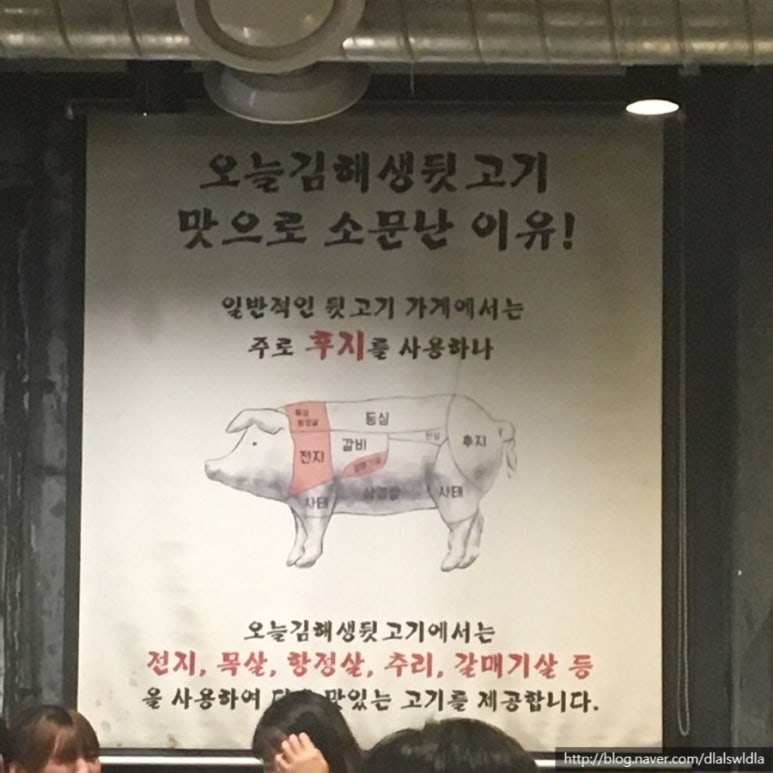 오늘김해생뒷고기
맛으로 소문난 이유!
일반적인 뒷고기 가게에서는
주로 후지를 사용하나
등심
전지
갈비
후지
삼겹살
사태
사태
오늘김해생뒷고기에서는
전지, 목살, 항정살, 추리, 갈매기살 등
을 사용하여 맛있는 고기를 제공합니다.
http://blog.naver.com/dlalswldla